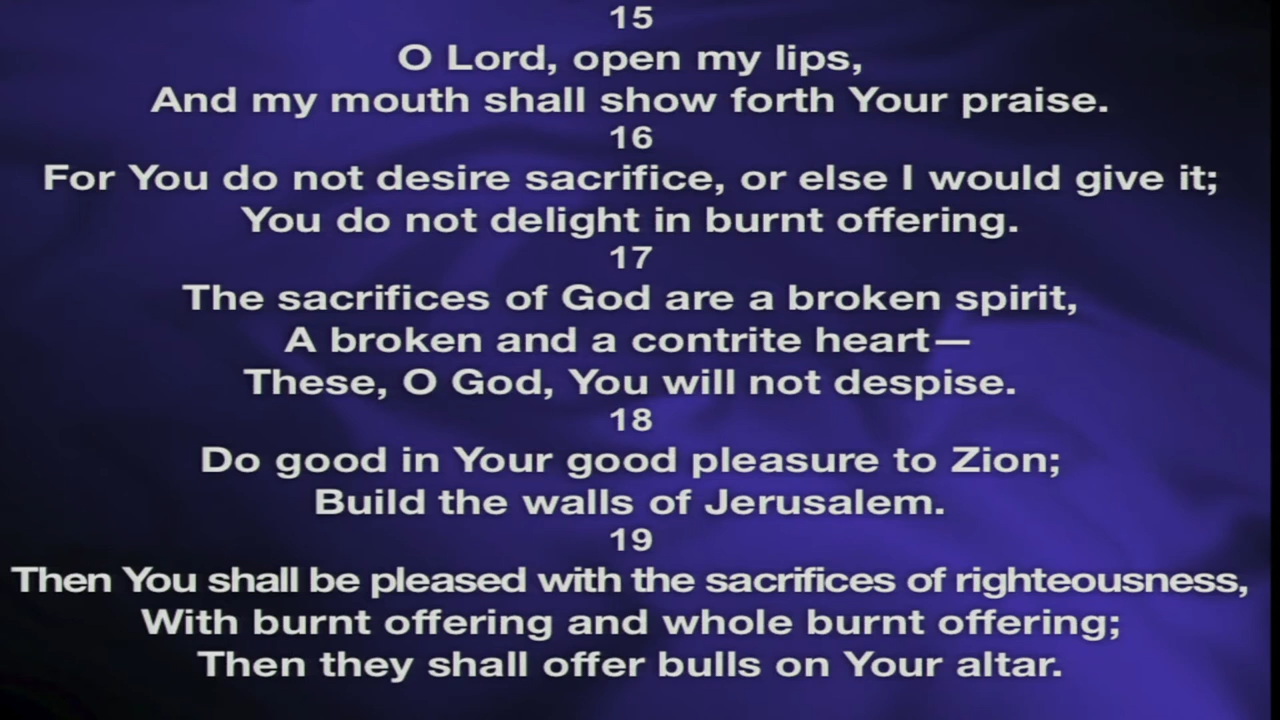 15
O Lord, open my lips,
And my mouth shall show forth Your praise.
16
For You do not desire sacrifice, or else I would give it;
You do not delight in burnt offering.
17
The sacrifices of God are a broken spirit,
A broken and a contrite heart—
These, O God, You will not despise.
18
Do good in Your good pleasure to Zion;
Build the walls of Jerusalem.
19
Then You shall be pleased with the sacrifices of righteousness,
With burnt offering and whole burnt offering;
Then they shall offer bulls on Your altar.